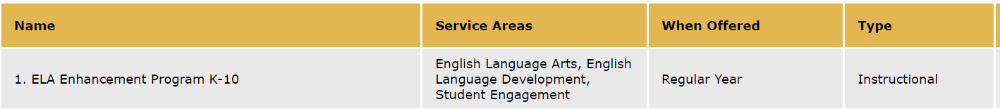 Name Service Areas When Offered Type
English Language Arts, English
1. ELA Enhancement Program K-10 Language Development, Regular Year Instructional
Student Engagement